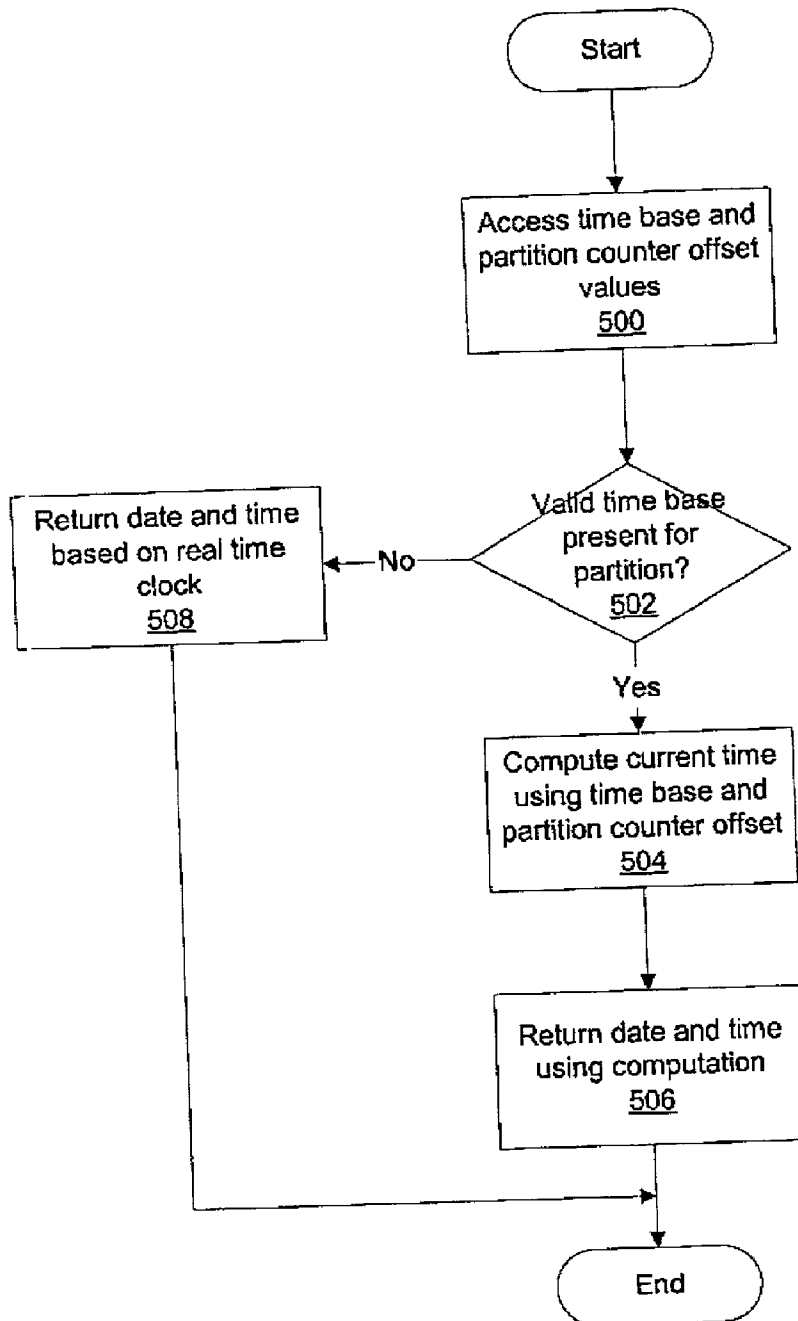 Start
Access time base and
partition counter offset
values
500
Valid time base
present for
partition?
502
No
Return date and time
based on real time
clock
508
Yes
Compute current time
using time base and
partition counter offset
504
Return date and time
using computation
506
End